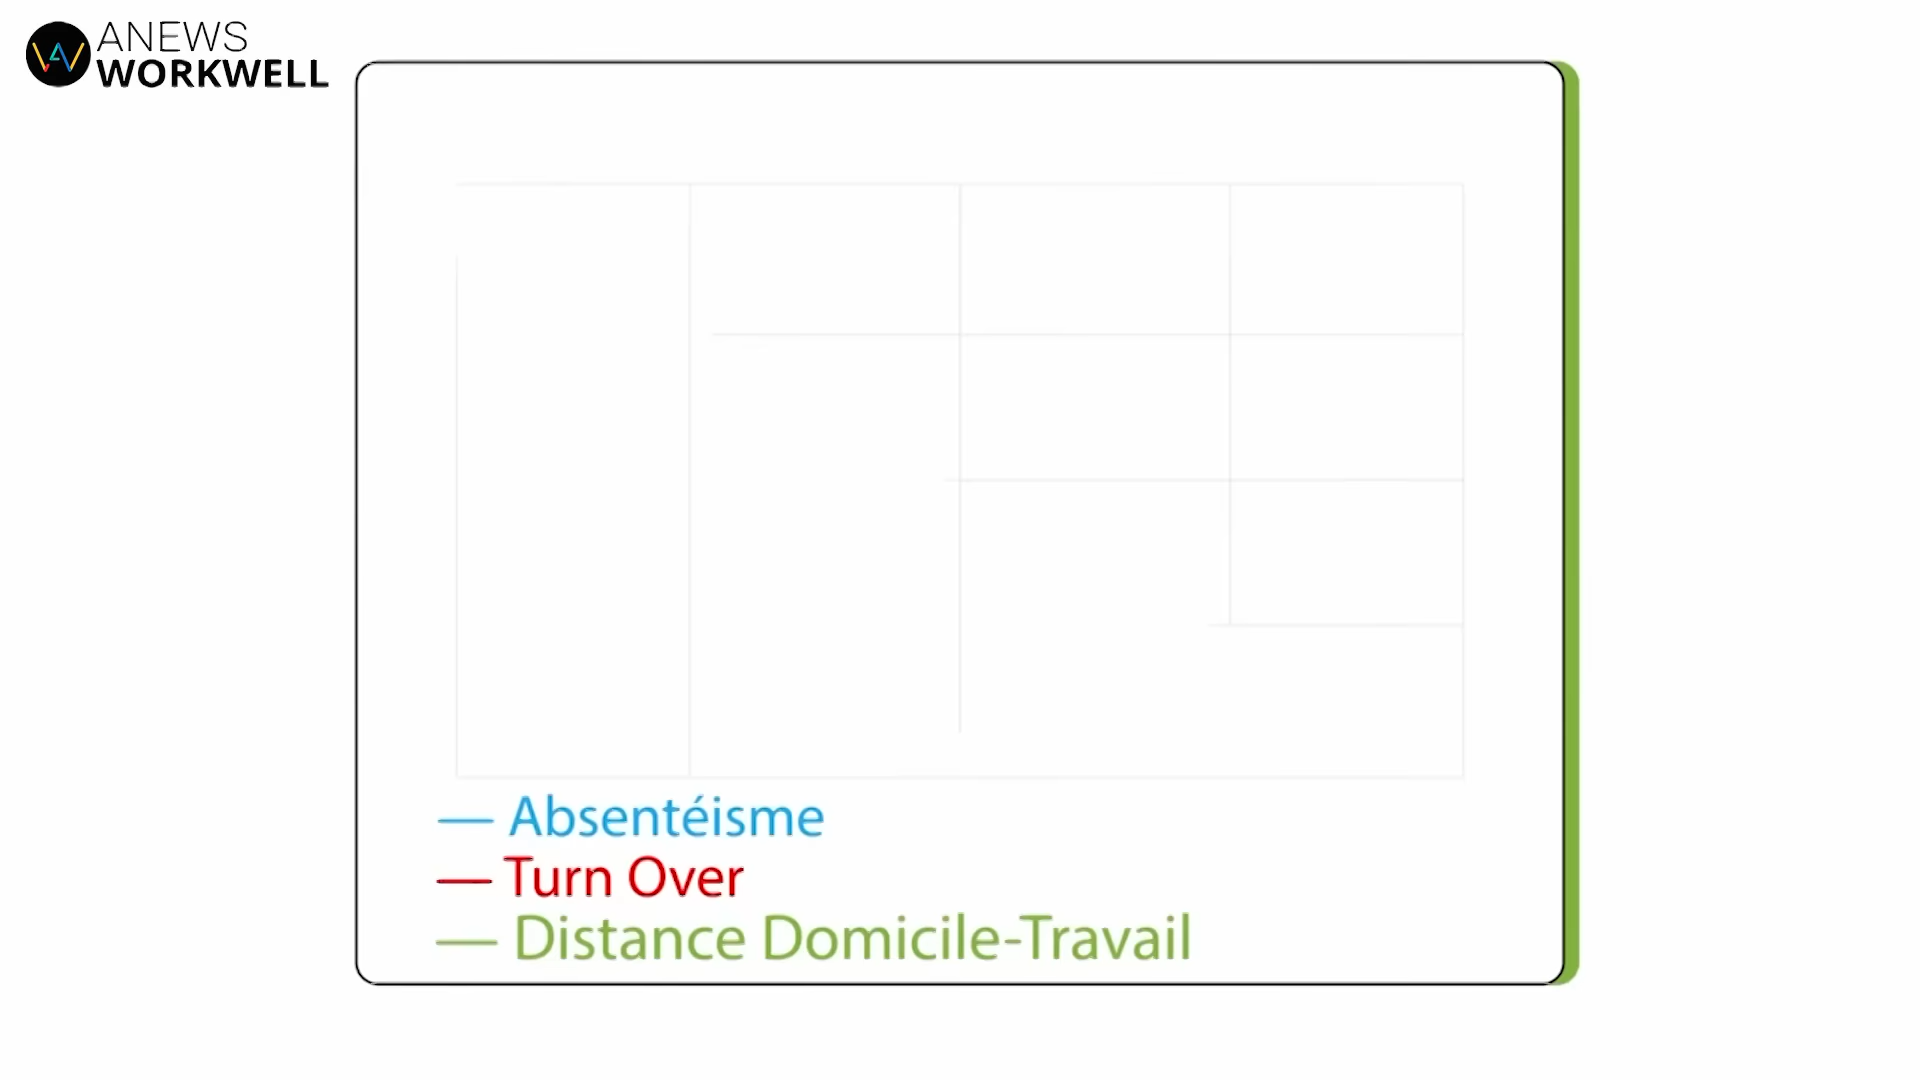 ANEWS
WORKWELL
Absentéisme
Turn Over
Distance Domicile-Travail